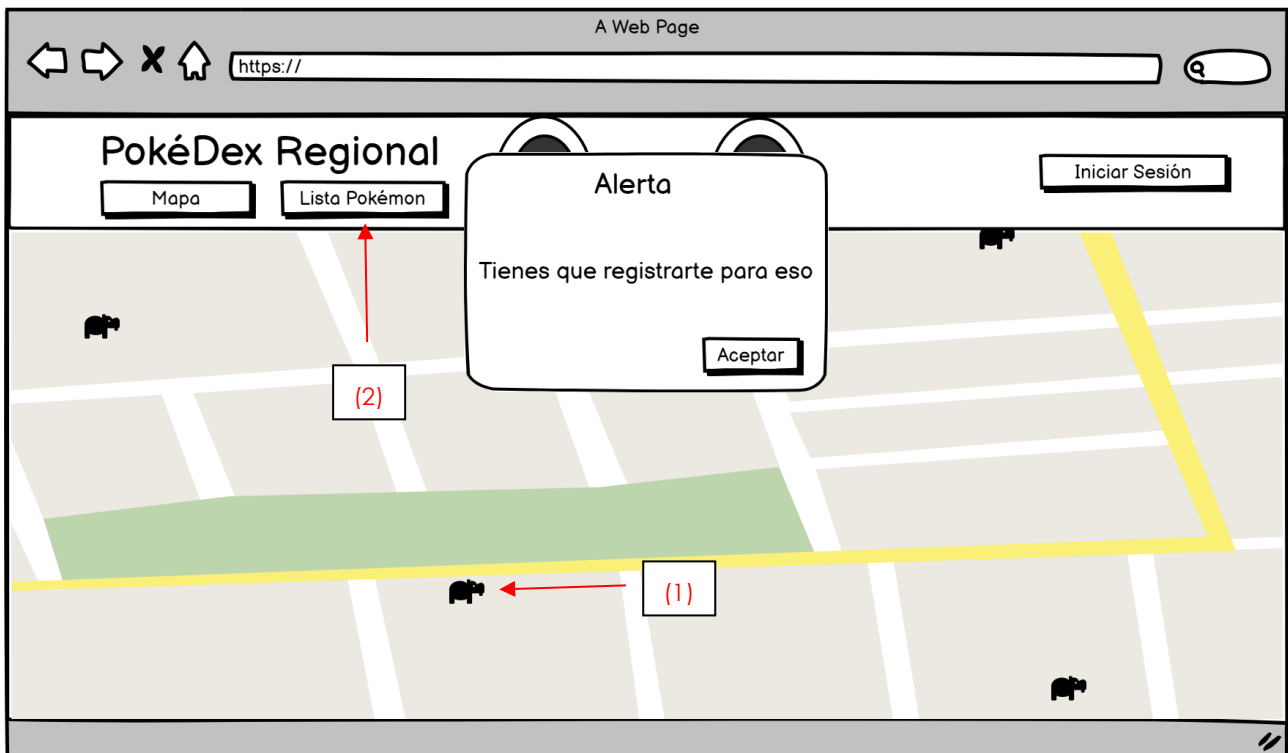 A Web Page
https://
PokéDex Regional
Mapa
Lista Pokémon
Iniciar Sesión
Alerta
Tienes que registrarte para eso
Aceptar
(2)
(1)